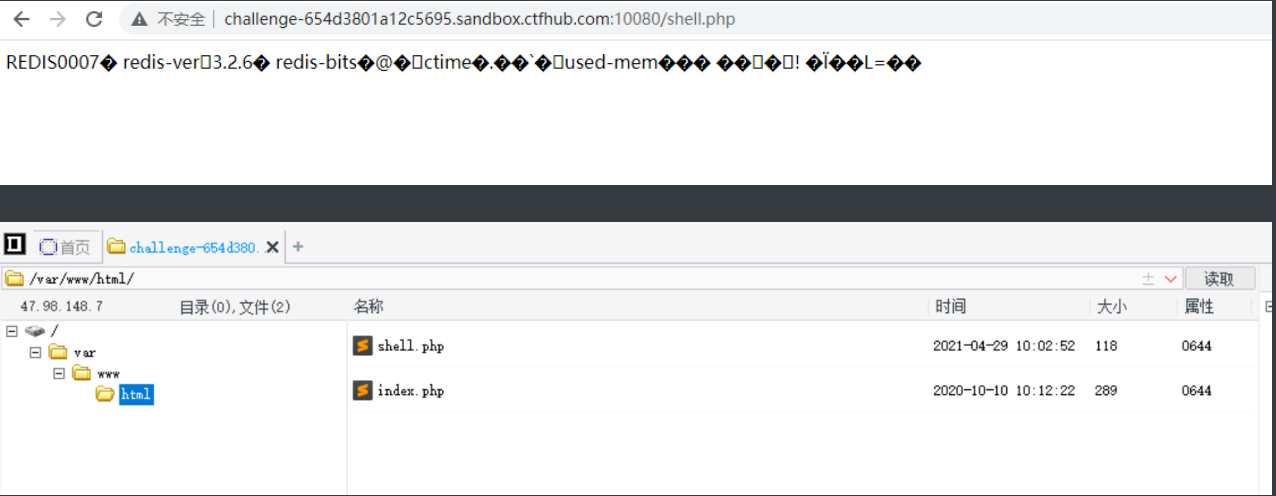 不安全 | challenge-654d3801a12c5695.sandbox.ctfhub.com:10080/shell.php
REDIS0007� redis-ver3.2.6� redis-bits�@�ctime�.��`�used-mem��� ���! �Ï��L=��
首页 challenge-654d380. × +
/var/www/html/ 读取
47.98.148.7 目录(0),文件(2) 名称 时间 大小 属性
/
var
www
html
shell.php 2021-04-29 10:02:52 118 0644
index.php 2020-10-10 10:12:22 289 0644